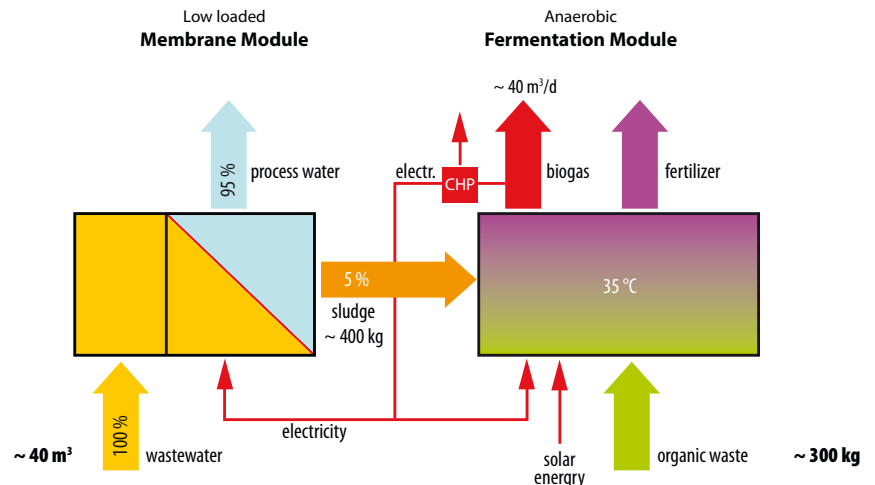 Low loaded
Membrane Module
Anaerobic
Fermentation Module
~ 40 m³/d
95 %
process water
electr.
CHP
biogas
fertilizer
5 %
sludge
~ 400 kg
35 °C
~ 40 m³
100 %
wastewater
electricity
solar
energry
organic waste
~ 300 kg